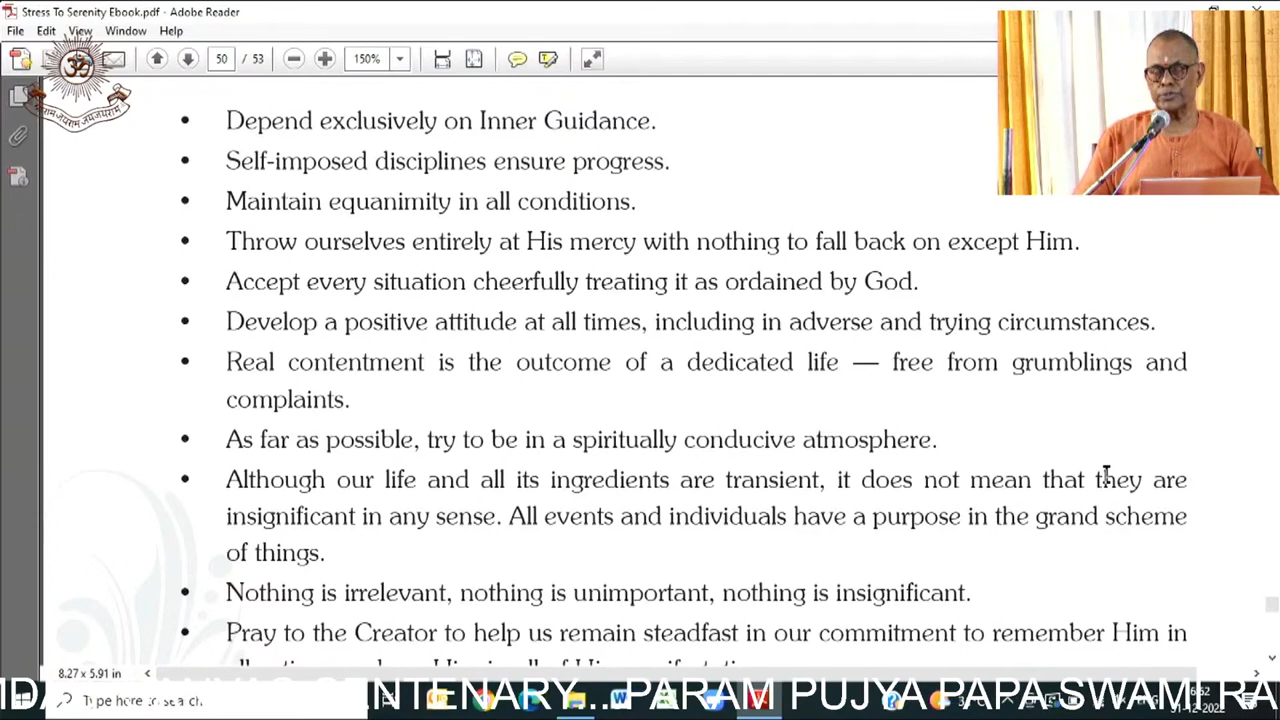 Stress To Serenity Ebook.pdf - Adobe Reader
File Edit View Window Help
50 / 53 150%
राम जय राम जय जय राम
• Depend exclusively on Inner Guidance.
• Self-imposed disciplines ensure progress.
• Maintain equanimity in all conditions.
• Throw ourselves entirely at His mercy with nothing to fall back on except Him.
• Accept every situation cheerfully treating it as ordained by God.
• Develop a positive attitude at all times, including in adverse and trying circumstances.
• Real contentment is the outcome of a dedicated life — free from grumblings and
complaints.
• As far as possible, try to be in a spiritually conducive atmosphere.
• Although our life and all its ingredients are transient, it does not mean that they are
insignificant in any sense. All events and individuals have a purpose in the grand scheme
of things.
• Nothing is irrelevant, nothing is unimportant, nothing is insignificant.
• Pray to the Creator to help us remain steadfast in our commitment to remember Him in
8.27 x 5.91 in
CENTENARY... PARAM PUJYA PAPA SWAMI RA
Type here to
31-12-2022